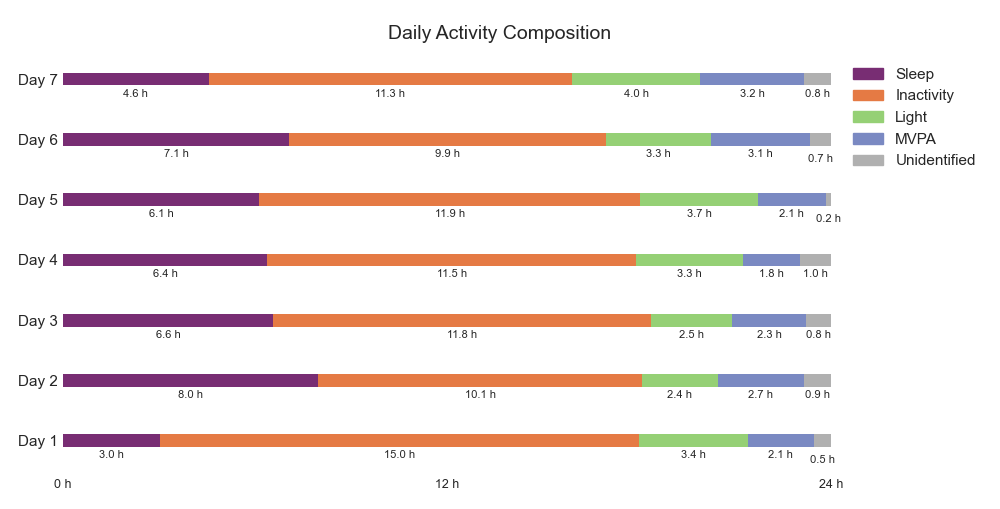 Daily Activity Composition
Day 7
4.6 h 11.3 h 4.0 h 3.2 h 0.8 h
Day 6
7.1 h 9.9 h 3.3 h 3.1 h 0.7 h
Day 5
6.1 h 11.9 h 3.7 h 2.1 h 0.2 h
Day 4
6.4 h 11.5 h 3.3 h 1.8 h 1.0 h
Day 3
6.6 h 11.8 h 2.5 h 2.3 h 0.8 h
Day 2
8.0 h 10.1 h 2.4 h 2.7 h 0.9 h
Day 1
3.0 h 15.0 h 3.4 h 2.1 h 0.5 h
0 h 12 h 24 h
Sleep
Inactivity
Light
MVPA
Unidentified